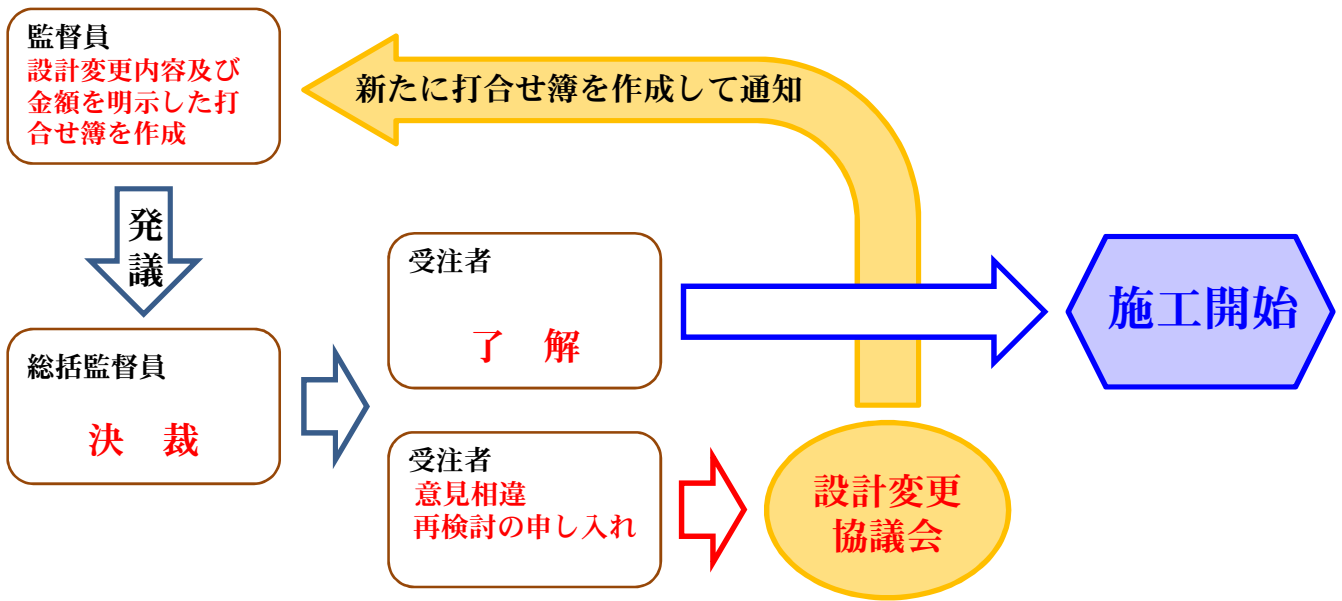 監督員
設計変更内容及び
金額を明示した打
合せ簿を作成
新たに打合せ簿を作成して通知
発
議
総括監督員
決　裁
受注者
了　解
施工開始
受注者
意見相違
再検討の申し入れ
設計変更
協議会